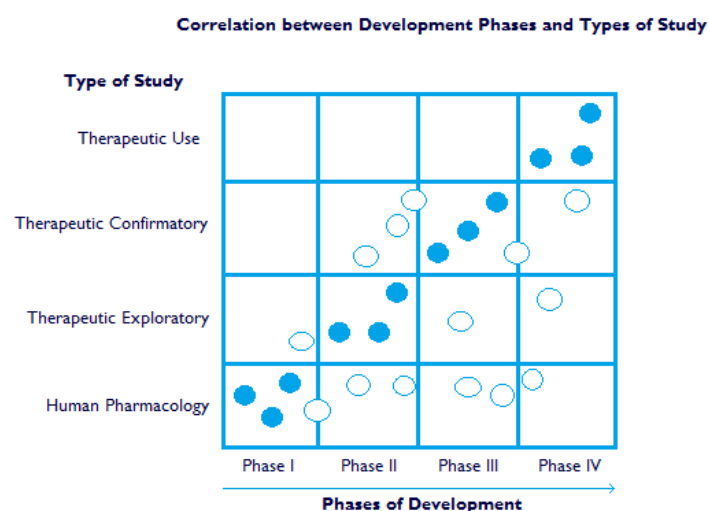 Correlation between Development Phases and Types of Study
Type of Study
Therapeutic Use
Therapeutic Confirmatory
Therapeutic Exploratory
Human Pharmacology
Phase I
Phase II
Phase III
Phase IV
Phases of Development